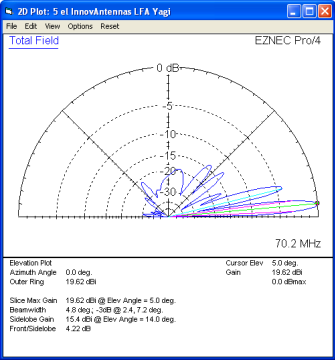 2D Plot: 5 el InnovAntennas LFA Yagi
File Edit View Options Reset
Total Field
EZNEC Pro/4
0 dB
-5
-10
-15
-20
-30
70.2 MHz
Elevation Plot
Cursor Elev 5.0 deg.
Azimuth Angle 0.0 deg.
Gain 19.62 dBi
Outer Ring 19.62 dBi
0.0 dBmax
Slice Max Gain 19.62 dBi @ Elev Angle = 5.0 deg.
Beamwidth 4.8 deg.; -3dB @ 2.4, 7.2 deg.
Sidelobe Gain 15.4 dBi @ Elev Angle = 14.0 deg.
Front/Sidelobe 4.22 dB